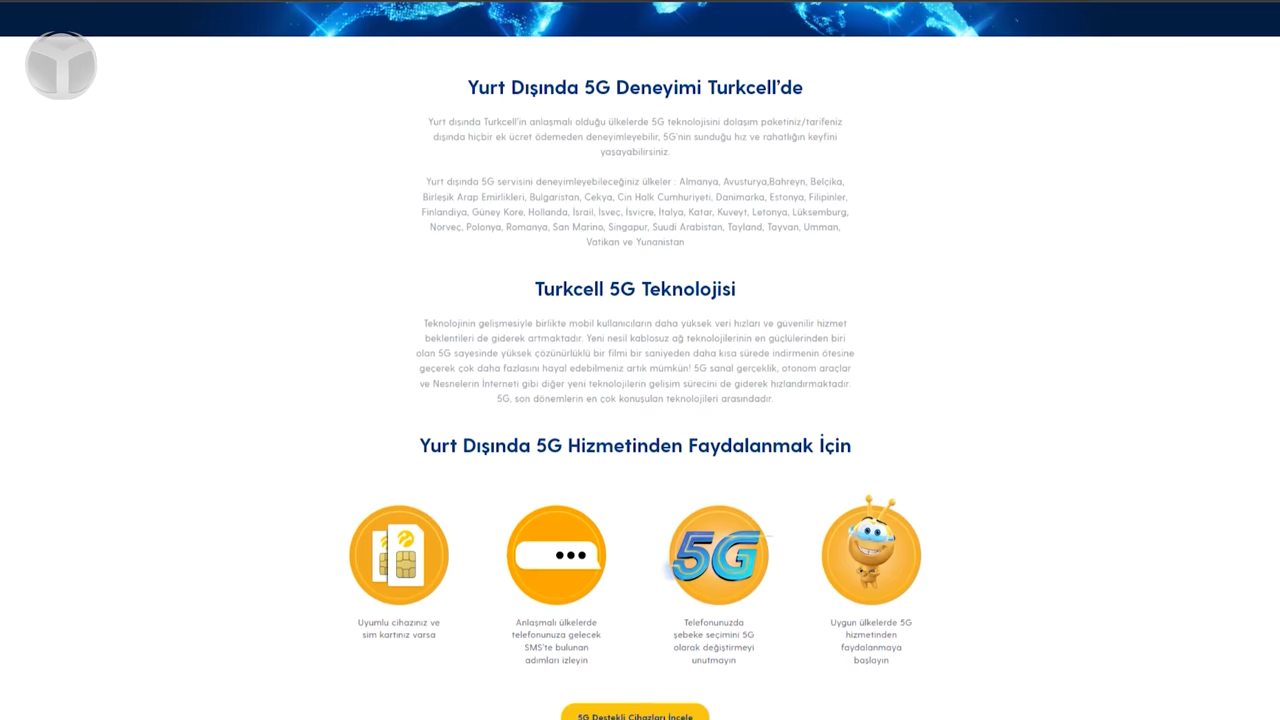 Yurt Dışında 5G Deneyimi Turkcell'de
Yurt dışında Turkcell'in anlaşmalı olduğu ülkelerde 5G teknolojisini dolaşım paketiniz/tarifeniz
dışında hiçbir ek ücret ödemeden deneyimleyebilir, 5G'nin sunduğu hız ve rahatlığın keyfini
yaşayabilirsiniz.
Yurt dışında 5G servisini deneyimleyebileceğiniz ülkeler : Almanya, Avusturya,Bahreyn, Belçika,
Birleşik Arap Emirlikleri, Bulgaristan, Cekya, Cin Halk Cumhuriyeti, Danimarka, Estonya, Filipinler,
Finlandiya, Güney Kore, Hollanda, İsrail, İsveç, İsviçre, İtalya, Katar, Kuveyt, Letonya, Lüksemburg,
Norveç, Polonya, Romanya, San Marino, Singapur, Suudi Arabistan, Tayland, Tayvan, Umman,
Vatikan ve Yunanistan
Turkcell 5G Teknolojisi
Teknolojinin gelişmesiyle birlikte mobil kullanıcıların daha yüksek veri hızları ve güvenilir hizmet
beklentileri de giderek artmaktadır. Yeni nesil kablosuz ağ teknolojilerinin en güçlülerinden biri
olan 5G sayesinde yüksek çözünürlüklü bir filmi bir saniyeden daha kısa sürede indirmenin ötesine
geçerek çok daha fazlasını hayal edebilmeniz artık mümkün! 5G sanal gerçeklik, otonom araçlar
ve Nesnelerin İnterneti gibi diğer yeni teknolojilerin gelişim sürecini de giderek hızlandırmaktadır.
5G, son dönemlerin en çok konuşulan teknolojileri arasındadır.
Yurt Dışında 5G Hizmetinden Faydalanmak İçin
5G
Uyumlu cihazınız ve
sim kartınız varsa
Anlaşmalı ülkelerde
telefonunuza gelecek
SMS'te bulunan
adımları izleyin
Telefonunuzda
şebeke seçimini 5G
olarak değiştirmeyi
unutmayın
Uygun ülkelerde 5G
hizmetinden
faydalanmaya
başlayın
5G Destekli Cihazları İncele